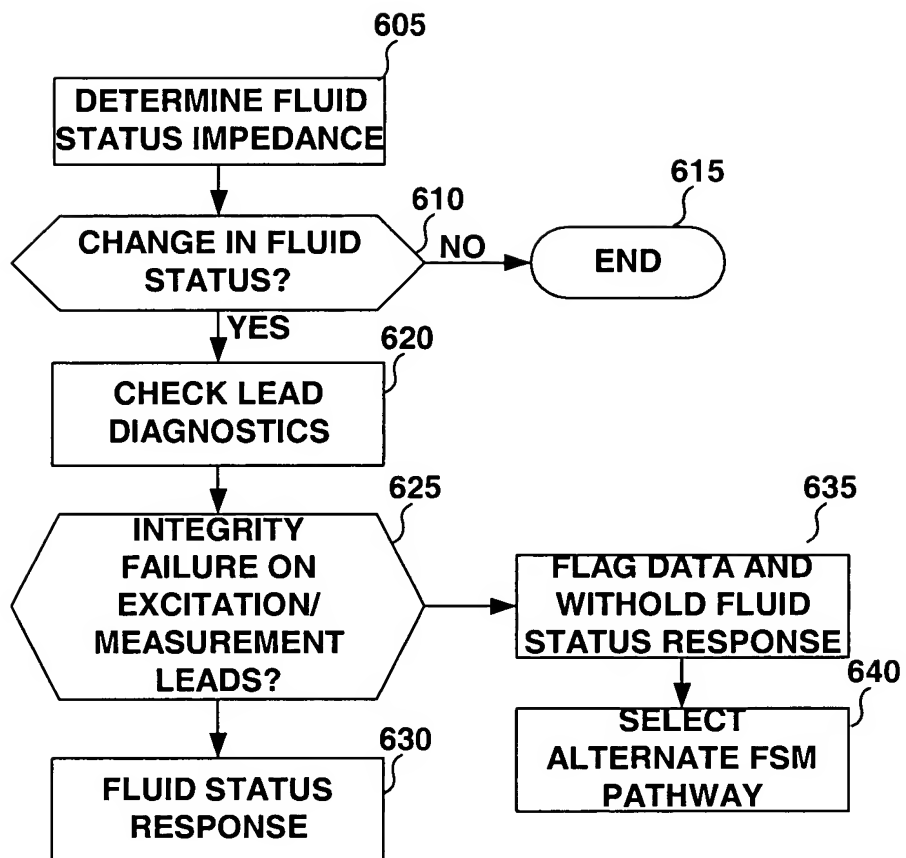 605
DETERMINE FLUID
STATUS IMPEDANCE
610
CHANGE IN FLUID
STATUS?
NO
615
END
YES
620
CHECK LEAD
DIAGNOSTICS
625
INTEGRITY
FAILURE ON
EXCITATION/
MEASUREMENT
LEADS?
635
FLAG DATA AND
WITHOLD FLUID
STATUS RESPONSE
640
SELECT
ALTERNATE FSM
PATHWAY
630
FLUID STATUS
RESPONSE